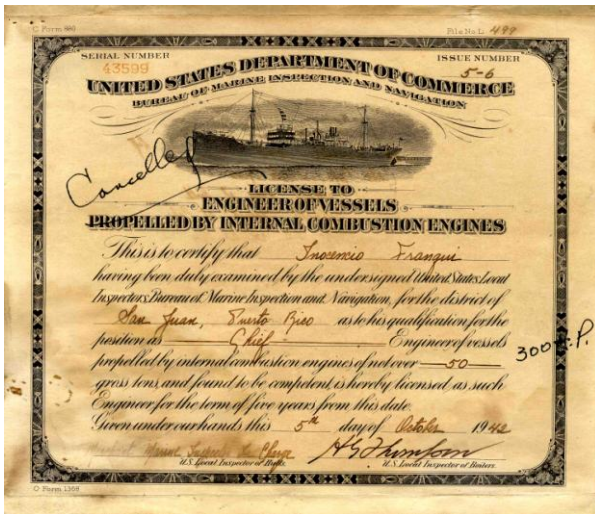 C Form 880
File No. L. 499
SERIAL NUMBER
43599
ISSUE NUMBER
5-6
UNITED STATES DEPARTMENT OF COMMERCE
BUREAU OF MARINE INSPECTION AND NAVIGATION
Cancelled
LICENSE TO
ENGINEER OF VESSELS
PROPELLED BY INTERNAL COMBUSTION ENGINES
This is to certify that Inocencio Franqui
having been duly examined by the undersigned United States Local
Inspectors, Bureau of Marine Inspection and Navigation, for the district of
San Juan, Puerto Rico as to his qualification for the
position as Chief Engineer of vessels
300 H.P.
propelled by internal combustion engines of not over 50
gross tons, and found to be competent, is hereby licensed as such
Engineer for the term of five years from this date.
Given under our hands this 5th day of October 1942
in Charge H G Thompson
U.S. Local Inspector of Hulls. U.S. Local Inspector of Boilers.
C Form 1268